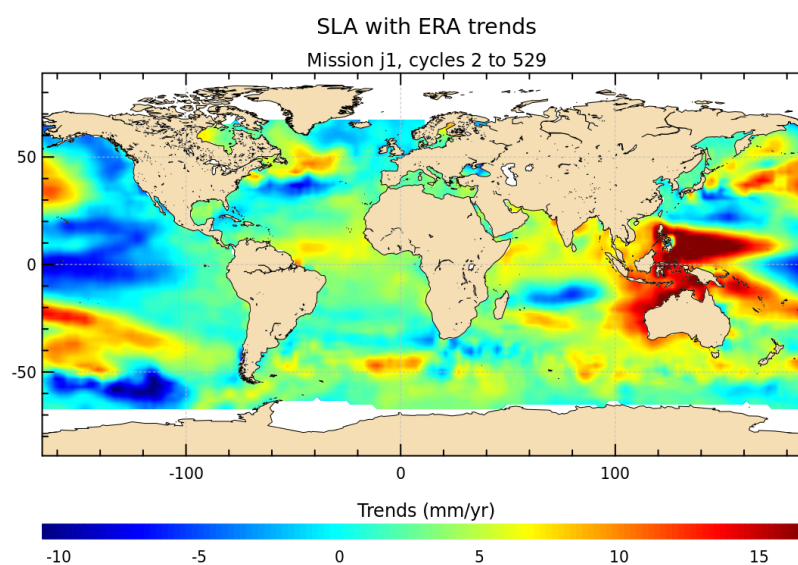 SLA with ERA trends
Mission j1, cycles 2 to 529
50
0
-50
-100 0 100
Trends (mm/yr)
-10 -5 0 5 10 15